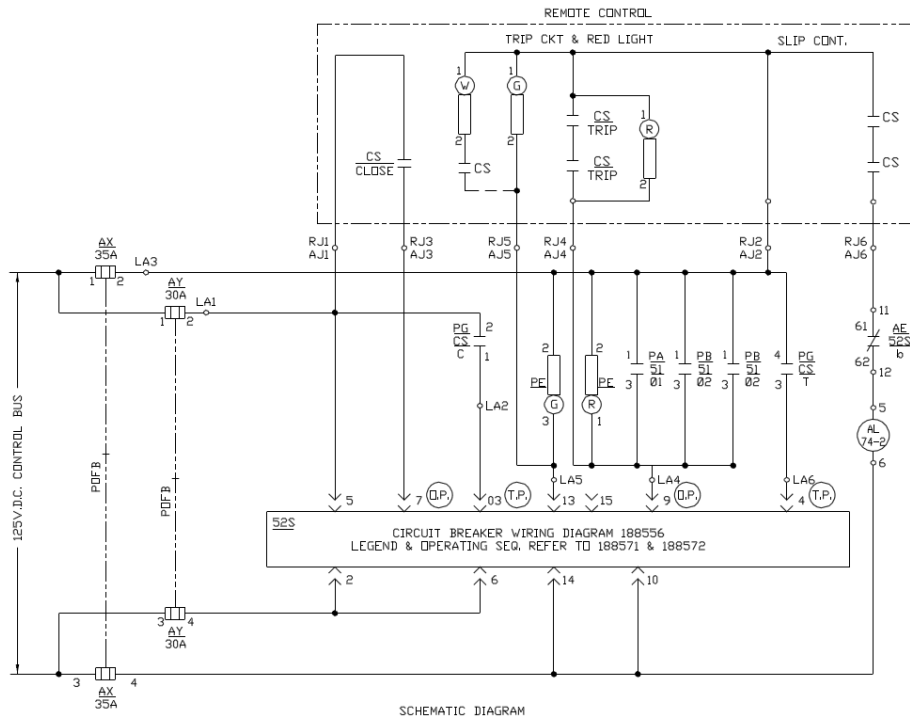 REMOTE CONTROL
TRIP CKT & RED LIGHT
SLIP CONT.
1
W
2
CS
1
G
2
CS
TRIP
CS
TRIP
1
R
2
CS
CS
CS
CLOSE
RJ1
AJ1
RJ3
AJ3
RJ5
AJ5
RJ4
AJ4
RJ2
AJ2
RJ6
AJ6
AX
35A
1 2
LA3
AY
30A
1 2
LA1
PG
CS
C
2
1
LA2
2
PE
G
3
2
PE
R
1
1
PA
51
01
3
1
PB
51
02
3
1
PB
51
02
3
4
PG
CS
T
3
11
61
AE
52S
b
62
12
5
AL
74-2
6
125V.D.C. CONTROL BUS
POF.B
POF.B
LA5
LA4
LA6
5
7
O.P.
03
T.P.
13
15
9
O.P.
4
T.P.
52S
CIRCUIT BREAKER WIRING DIAGRAM 188556
LEGEND & OPERATING SEQ. REFER TO 188571 & 188572
2
6
14
10
3 4
AY
30A
3 4
AX
35A
SCHEMATIC DIAGRAM